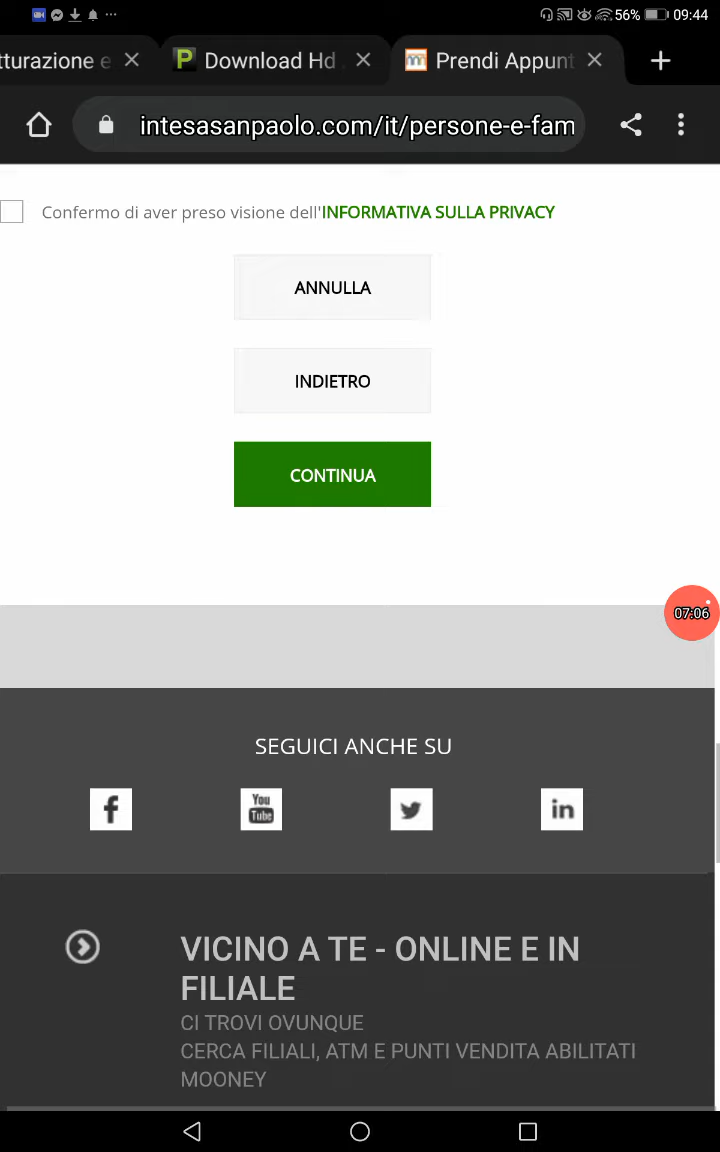 56% 09:44
tturazione e
Download Hd
Prendi Appunt
intesasanpaolo.com/it/persone-e-fam
Confermo di aver preso visione dell'INFORMATIVA SULLA PRIVACY
ANNULLA
INDIETRO
CONTINUA
07:06
SEGUICI ANCHE SU
f
You Tube
in
VICINO A TE - ONLINE E IN
FILIALE
CI TROVI OVUNQUE
CERCA FILIALI, ATM E PUNTI VENDITA ABILITATI
MOONEY